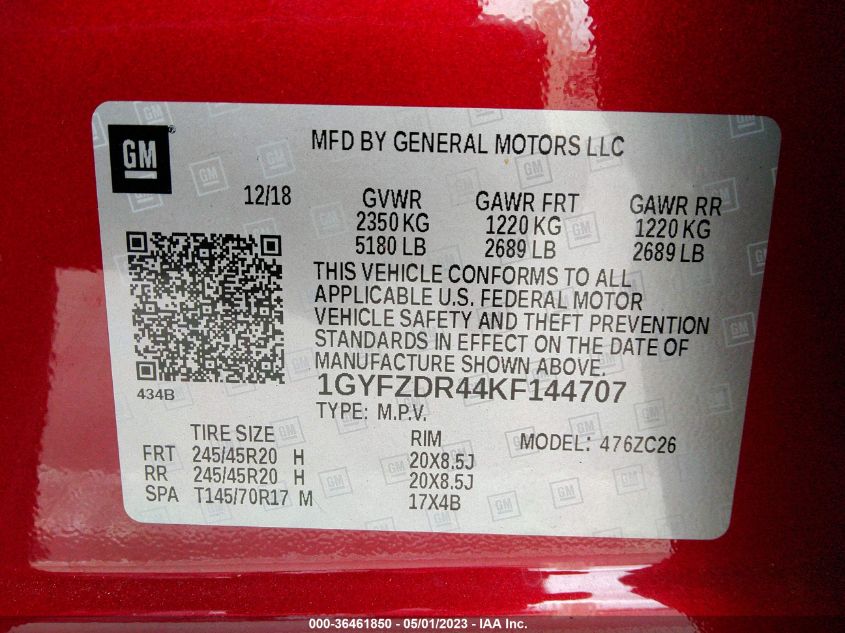 GM
MFD BY GENERAL MOTORS LLC
12/18 GVWR GAWR FRT GAWR RR
2350 KG 1220 KG 1220 KG
5180 LB 2689 LB 2689 LB
THIS VEHICLE CONFORMS TO ALL
APPLICABLE U.S. FEDERAL MOTOR
VEHICLE SAFETY AND THEFT PREVENTION
STANDARDS IN EFFECT ON THE DATE OF
MANUFACTURE SHOWN ABOVE.
434B
1GYFZDR44KF144707
TYPE: M.P.V.
TIRE SIZE RIM MODEL: 476ZC26
FRT 245/45R20 H 20X8.5J
RR 245/45R20 H 20X8.5J
SPA T145/70R17 M 17X4B
000-36461850 - 05/01/2023 - IAA Inc.